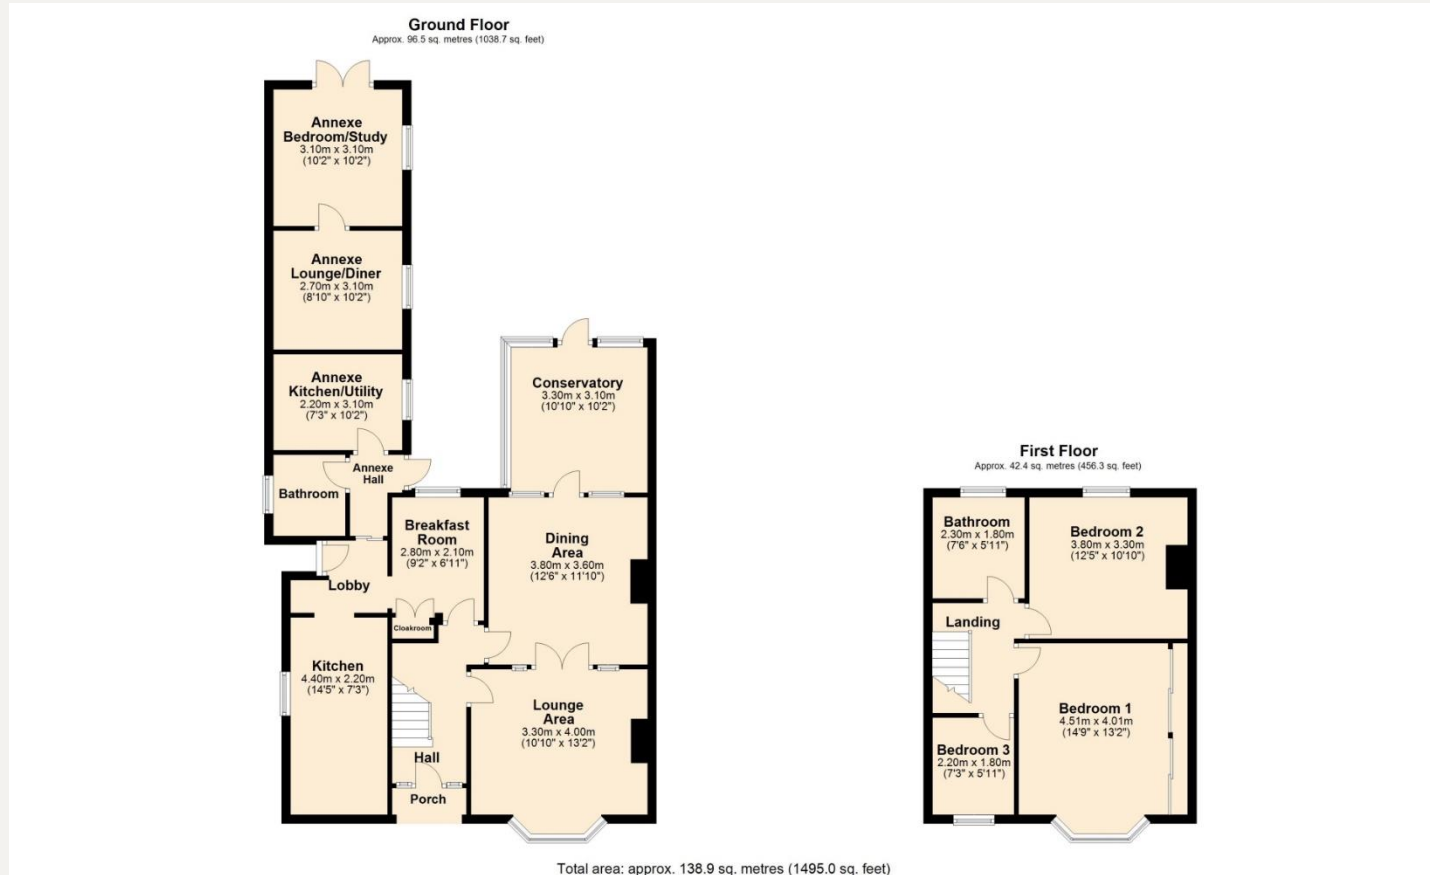 Ground Floor
Approx. 96.5 sq. metres (1038.7 sq. feet)
Annexe
Bedroom/Study
3.10m x 3.10m
(10'2" x 10'2")
Annexe
Lounge/Diner
2.70m x 3.10m
(8'10" x 10'2")
Annexe
Kitchen/Utility
2.20m x 3.10m
(7'3" x 10'2")
Annexe
Hall
Bathroom
Conservatory
3.30m x 3.10m
(10'10" x 10'2")
Breakfast
Room
2.80m x 2.10m
(9'2" x 6'11")
Dining
Area
3.80m x 3.60m
(12'6" x 11'10")
Lobby
Cloakroom
Kitchen
4.40m x 2.20m
(14'5" x 7'3")
Lounge
Area
3.30m x 4.00m
(10'10" x 13'2")
Hall
Porch
First Floor
Approx. 42.4 sq. metres (456.3 sq. feet)
Bathroom
2.30m x 1.80m
(7'6" x 5'11")
Bedroom 2
3.80m x 3.30m
(12'5" x 10'10")
Landing
Bedroom 1
4.51m x 4.01m
(14'9" x 13'2")
Bedroom 3
2.20m x 1.80m
(7'3" x 5'11")
Total area: approx. 138.9 sq. metres (1495.0 sq. feet)